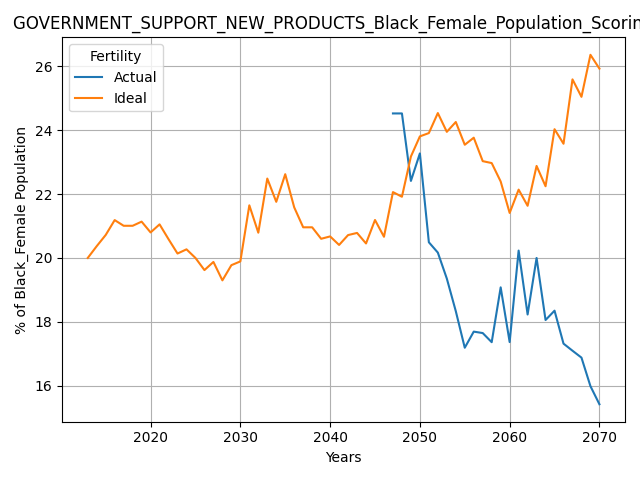 GOVERNMENT_SUPPORT_NEW_PRODUCTS_Black_Female_Population_Scorin
Fertility
Actual
Ideal
% of Black_Female Population
26
24
22
20
18
16
2020 2030 2040 2050 2060 2070
Years